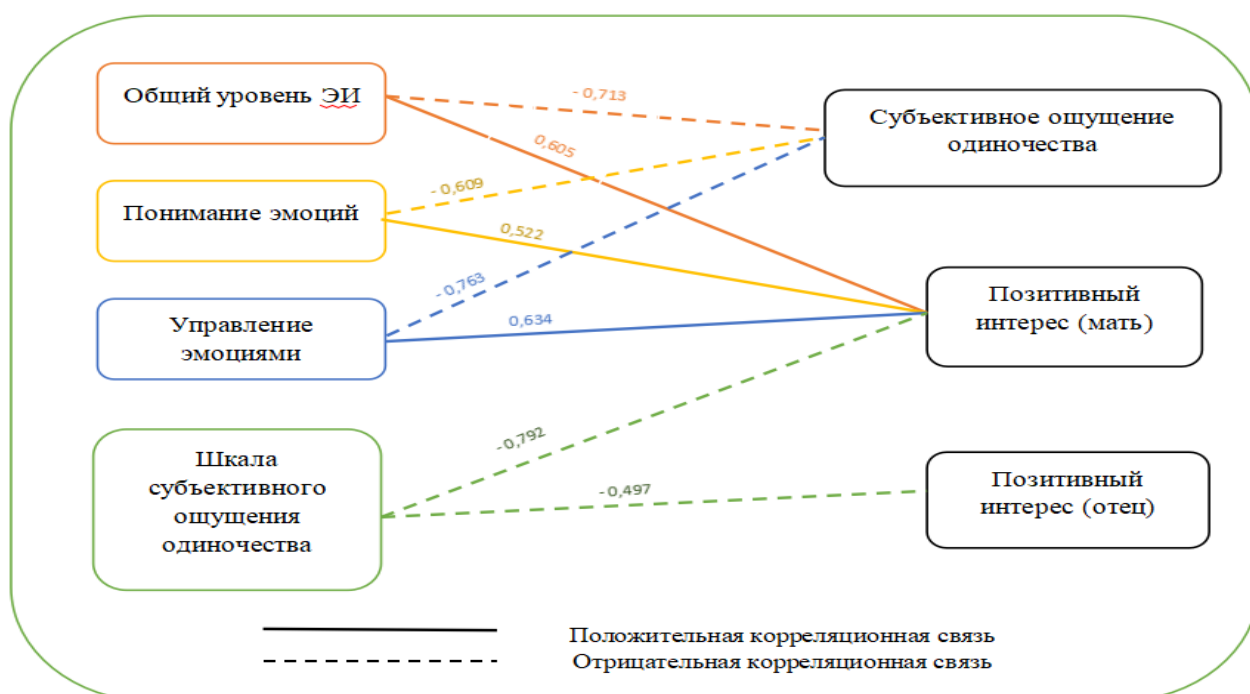 Общий уровень ЭИ
- 0,713
Субъективное ощущение
одиночества
0,605
Понимание эмоций
- 0,609
0,522
Управление
эмоциями
- 0,763
0,634
Позитивный
интерес (мать)
Шкала
субъективного
ощущения
одиночества
- 0,792
- 0,497
Позитивный
интерес (отец)
Положительная корреляционная связь
Отрицательная корреляционная связь